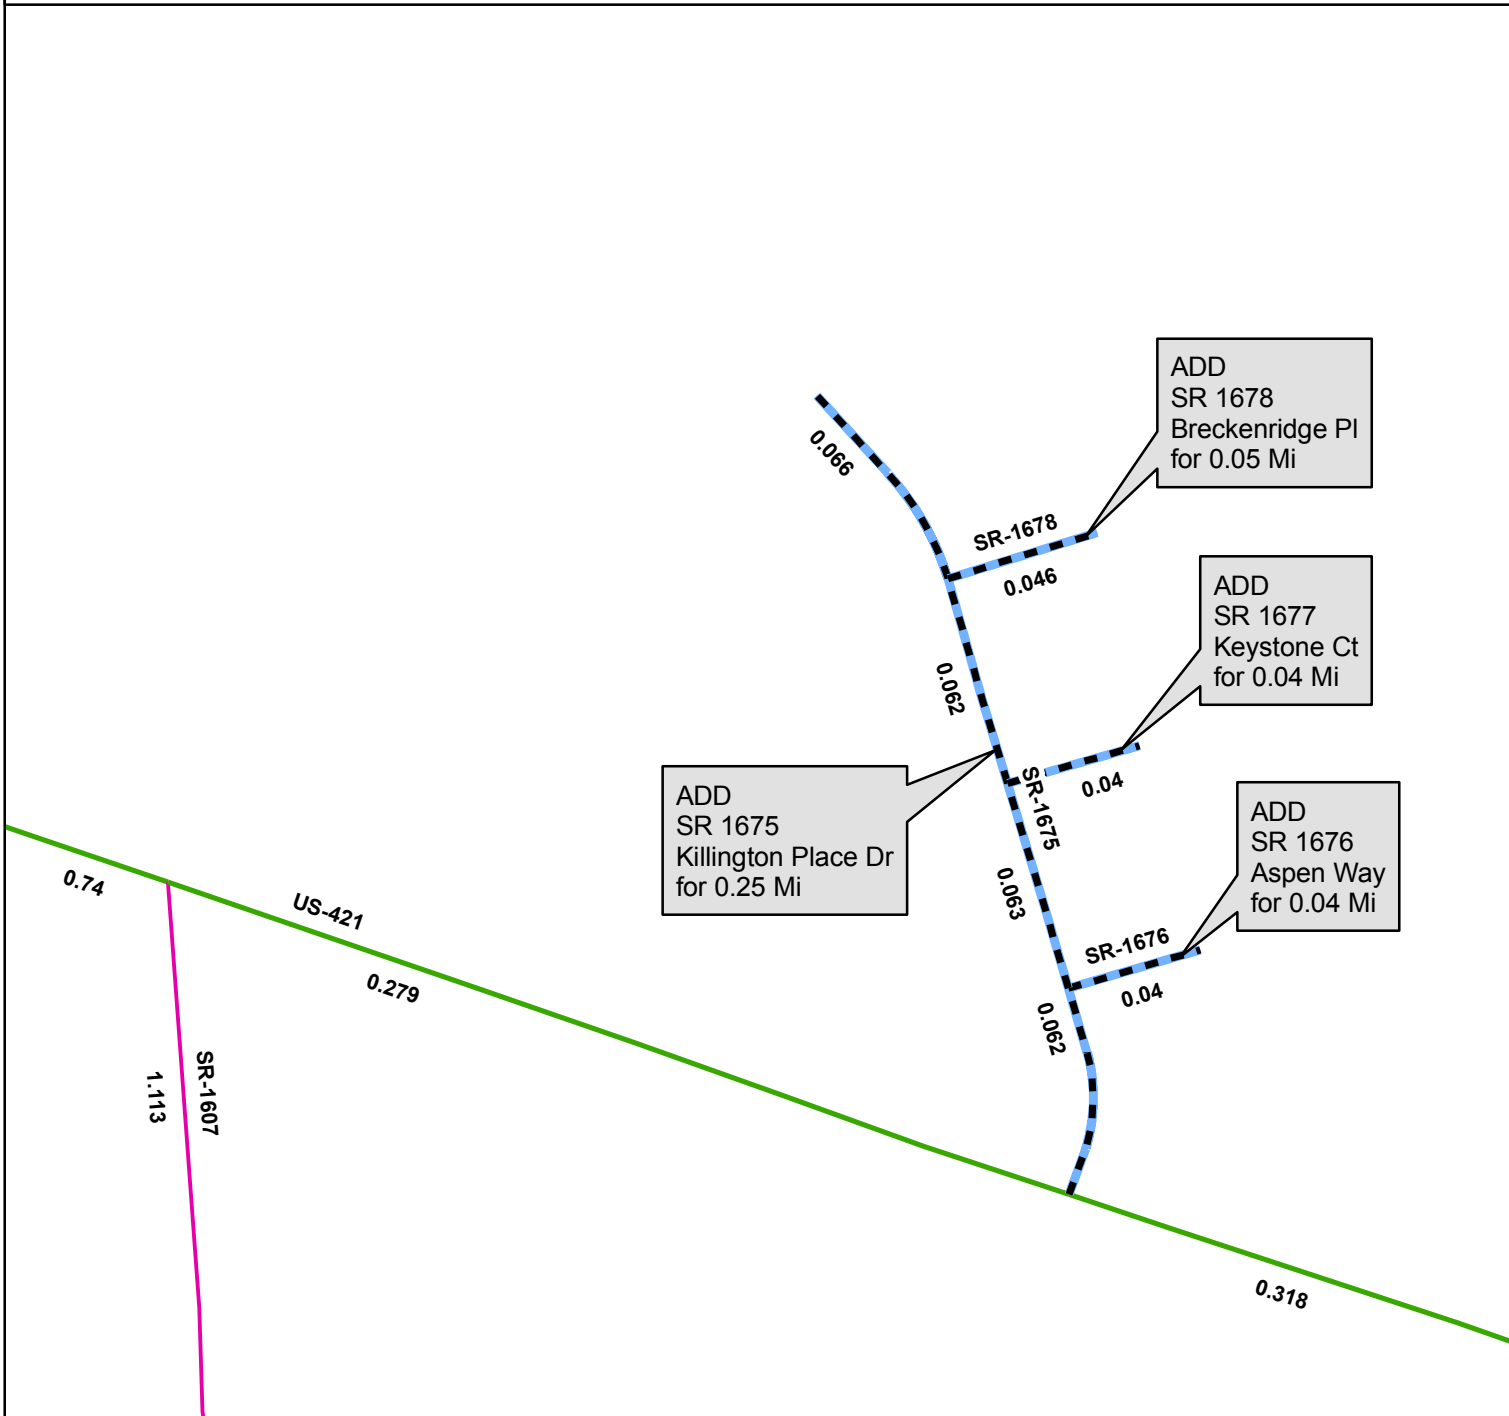 ADD
SR 1678
Breckenridge Pl
for 0.05 Mi
0.066
SR-1678
0.046
ADD
SR 1677
Keystone Ct
for 0.04 Mi
0.062
SR-1675
0.04
ADD
SR 1675
Killington Place Dr
for 0.25 Mi
ADD
SR 1676
Aspen Way
for 0.04 Mi
0.74
US-421
0.063
0.279
SR-1676
0.04
0.062
SR-1607
1.113
0.318